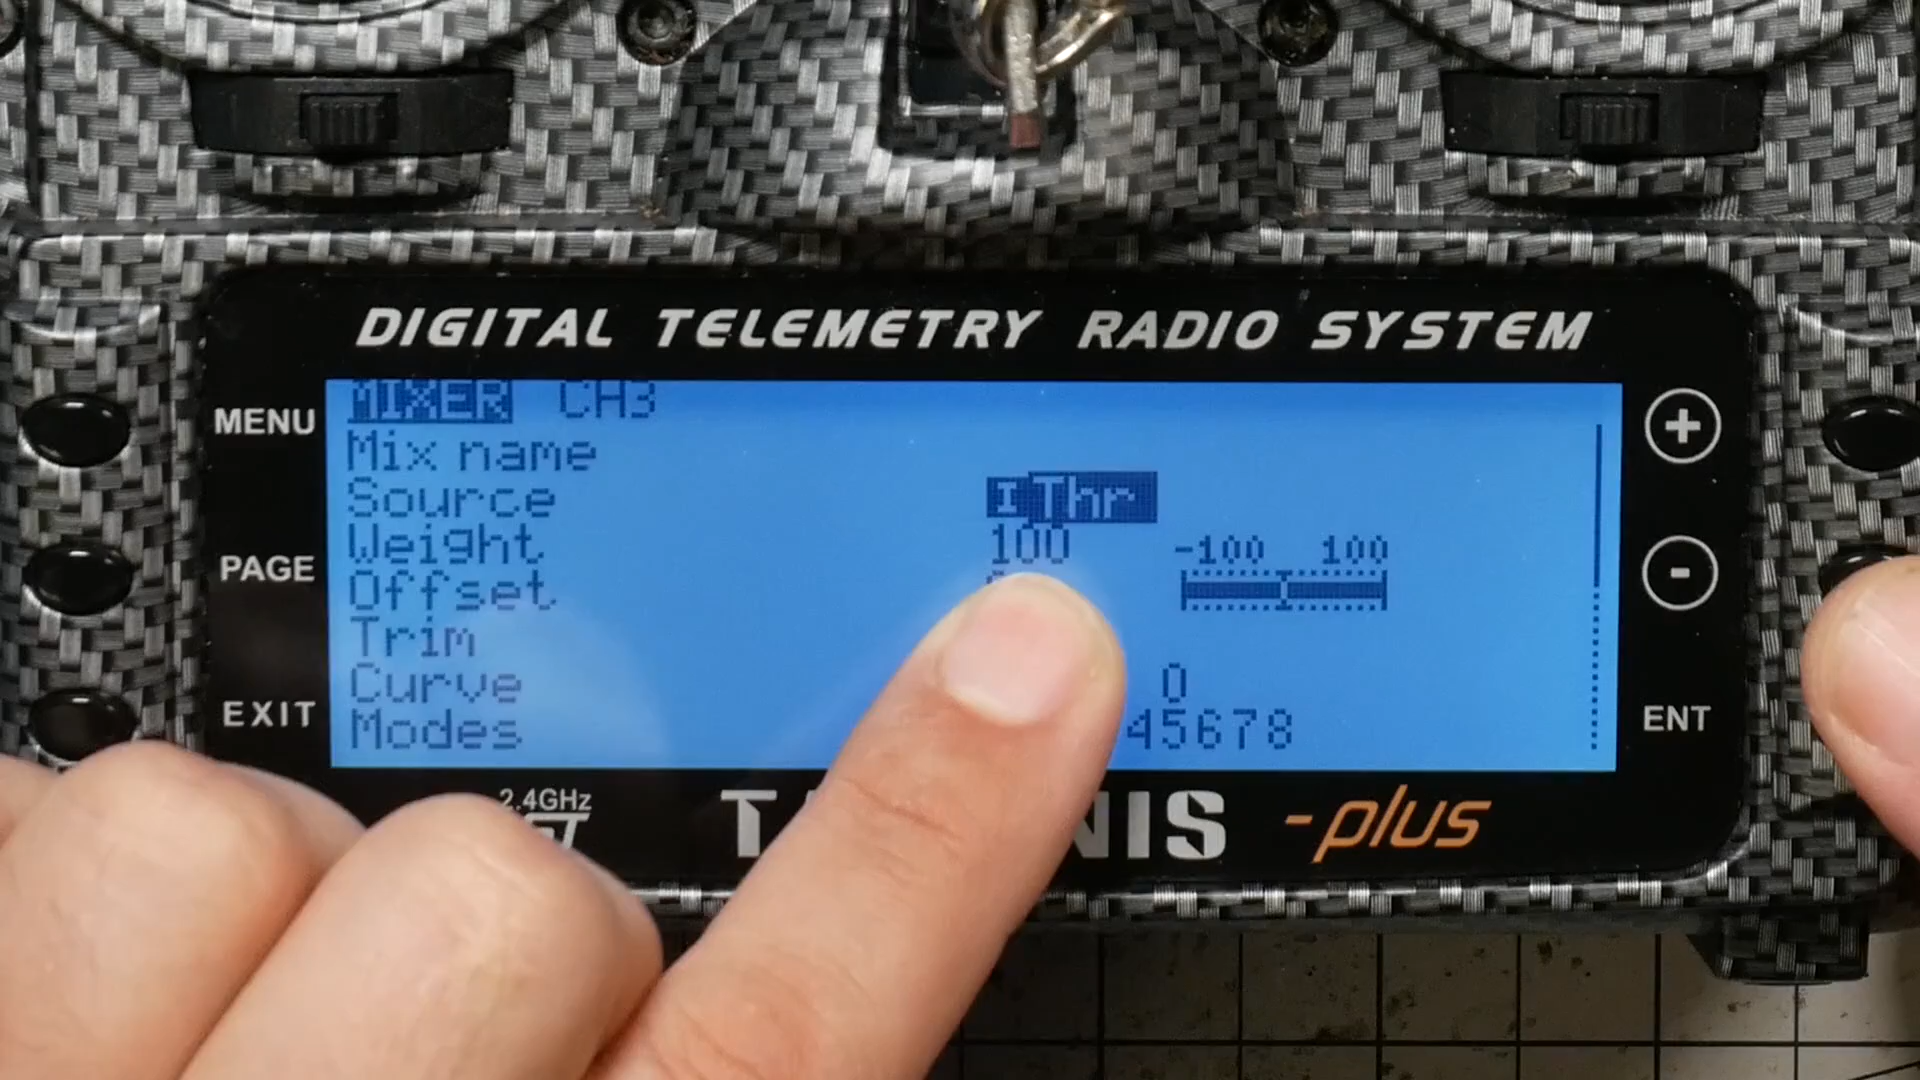 DIGITAL TELEMETRY RADIO SYSTEM
MENU
PAGE
EXIT
MIXER CH3
Mix name
Source I Thr
Weight 100 -100 100
Offset
Trim
Curve 0
Modes 45678
+
-
ENT
2.4GHz
-plus